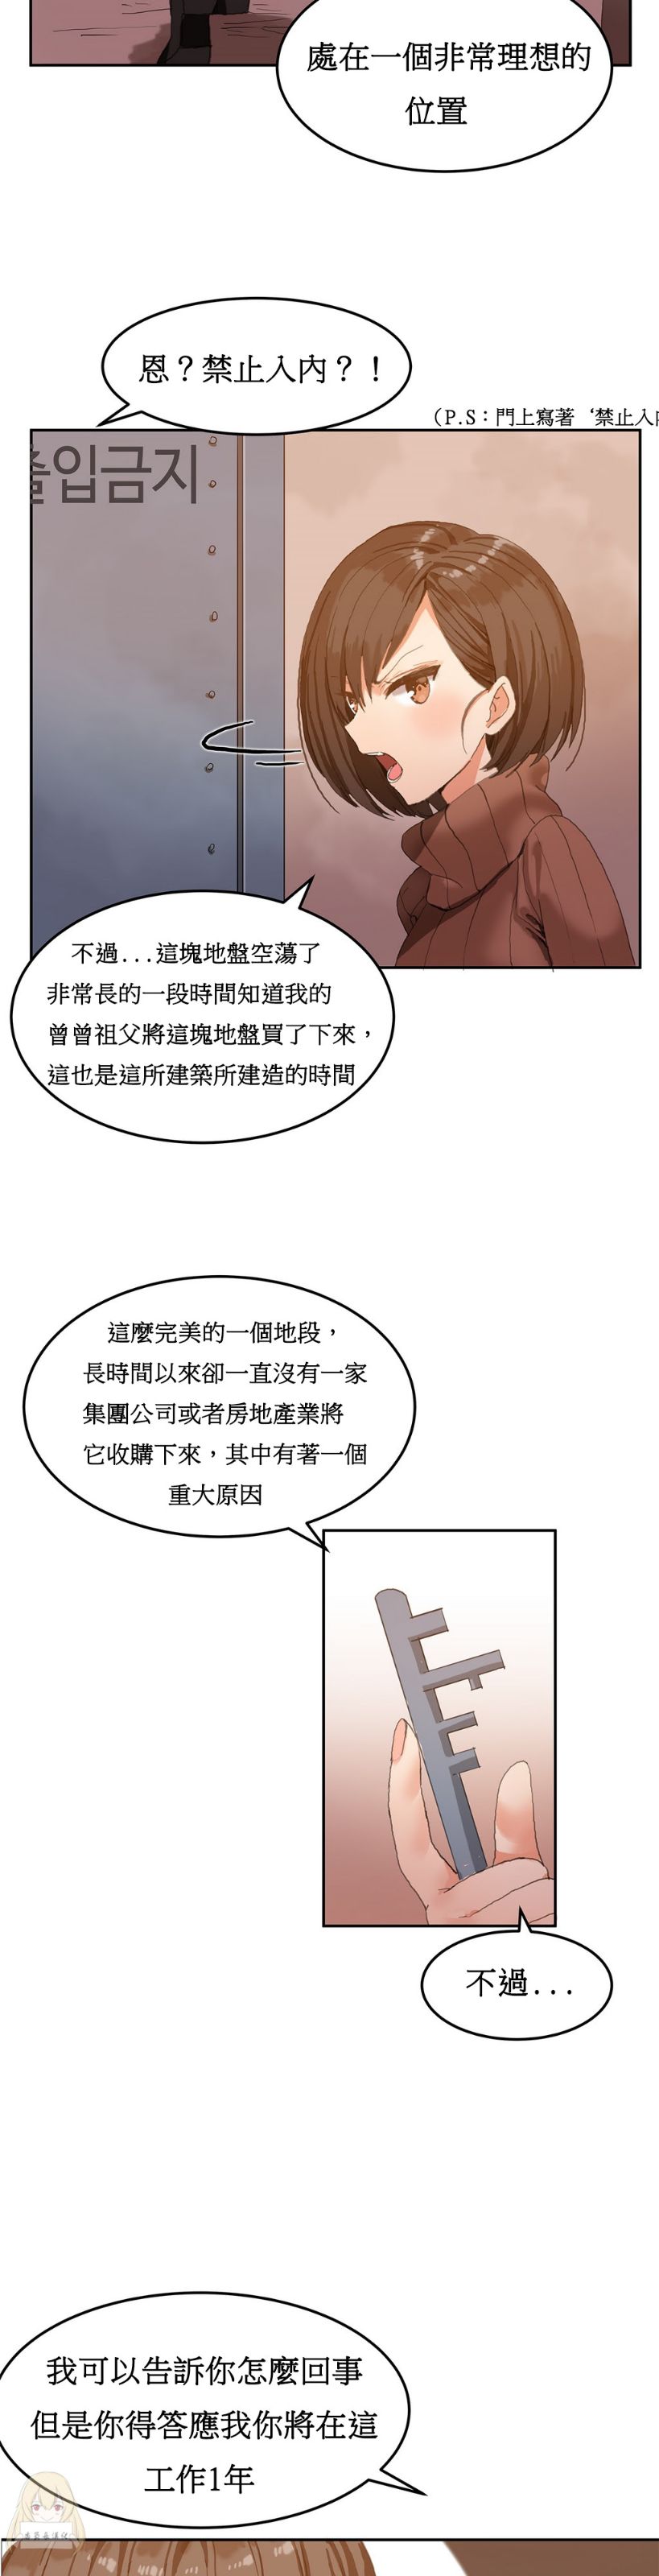 處在一個非常理想的
位置
恩？禁止入內？！
（P.S：門上寫著‘禁止入內
출입금지
不過...這塊地盤空蕩了
非常長的一段時間知道我的
曾曾祖父將這塊地盤買了下來，
這也是這所建築所建造的時間
這麼完美的一個地段，
長時間以來卻一直沒有一家
集團公司或者房地產業將
它收購下來，其中有著一個
重大原因
不過...
我可以告訴你怎麼回事
但是你得答應我你將在這
工作1年